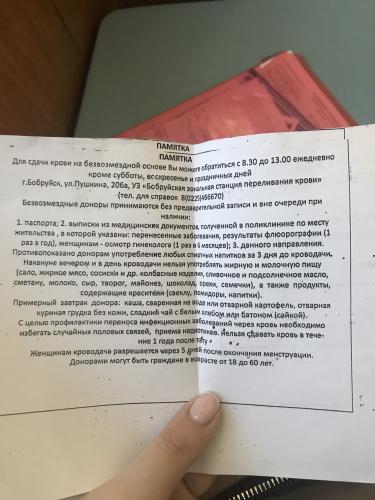 ПАМЯТКА
ПАМЯТКА
Для сдачи крови на безвозмездной основе Вы можете обратиться с 8.30 до 13.00 ежедневно
кроме субботы, воскресенья и праздничных дней
г.Бобруйск, ул.Пушкина, 206а, УЗ «Бобруйская зональная станция переливания крови»
(тел. для справок 8(0225)466670)
Безвозмездные доноры принимаются без предварительной записи и вне очереди при
наличии:
1. паспорта; 2. выписки из медицинских документов, полученной в поликлинике по месту
жительства , в которой указаны: перенесенные заболевания, результаты флюорографии (1
раз в год), женщинам - осмотр гинеколога (1 раз в 6 месяцев); 3. данного направления.
Противопоказано донорам употребление любых спиртных напитков за 3 дня до кроводачи,
Накануне вечером и в день кроводачи нельзя употреблять жирную и молочную пищу
(сало, жирное мясо, сосиски и др. колбасные изделия, сливочное и подсолнечное масло,
сметану, молоко, сыр, творог, майонез, шоколад, орехи, семечки), а также продукты,
содержащие красители (свеклу, помидоры, напитки).
Примерный завтрак донора: каша, сваренная на воде или отварной картофель, отварная
куриная грудка без кожи, сладкий чай с белым хлебом или батоном (сайкой).
С целью профилактики переноса инфекционных заболеваний через кровь необходимо
избегать случайных половых связей, приема наркотиков. Нельзя сдавать кровь в тече-
ние 1 года после тату
Женщинам кроводача разрешается через 5 дней после окончания менструации.
Донорами могут быть граждане в возрасте от 18 до 60 лет.